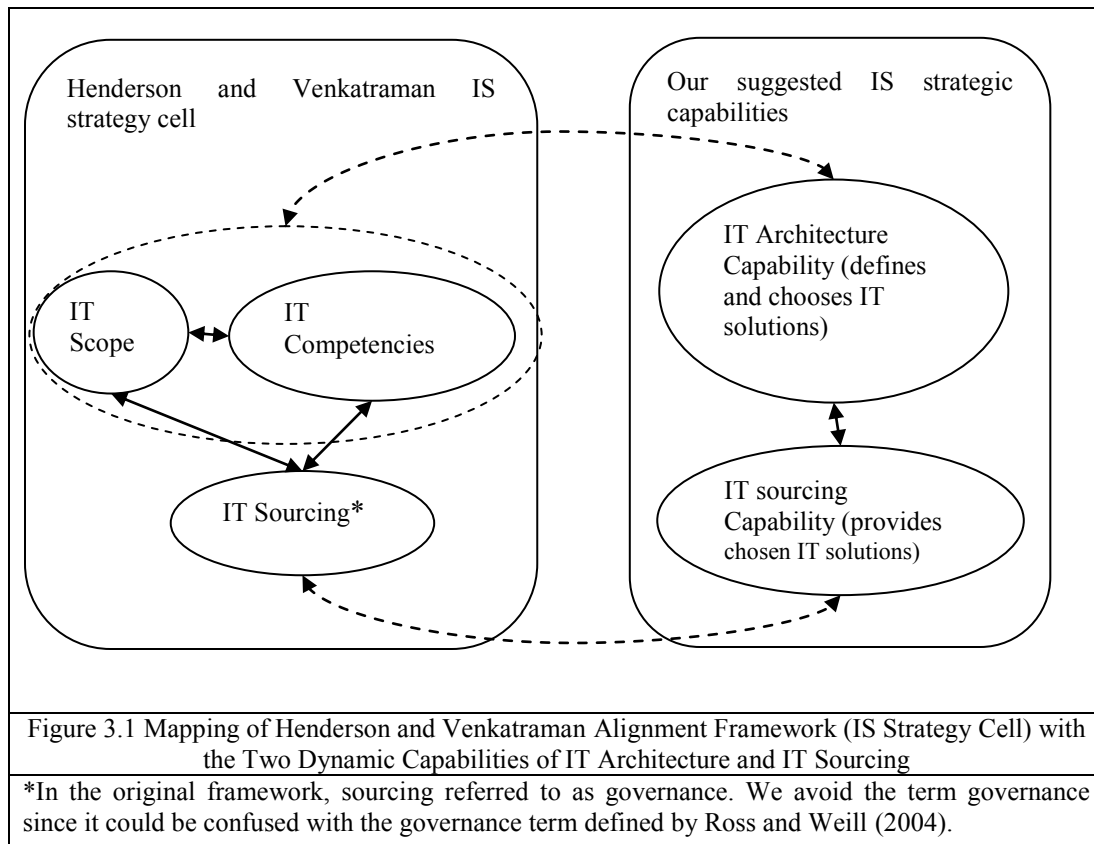 Henderson and Venkatraman IS
strategy cell
Our suggested IS strategic
capabilities
IT
Scope
IT
Competencies
IT Sourcing*
IT Architecture
Capability (defines
and chooses IT
solutions)
IT sourcing
Capability (provides
chosen IT solutions)
Figure 3.1 Mapping of Henderson and Venkatraman Alignment Framework (IS Strategy Cell) with
the Two Dynamic Capabilities of IT Architecture and IT Sourcing
*In the original framework, sourcing referred to as governance. We avoid the term governance
since it could be confused with the governance term defined by Ross and Weill (2004).